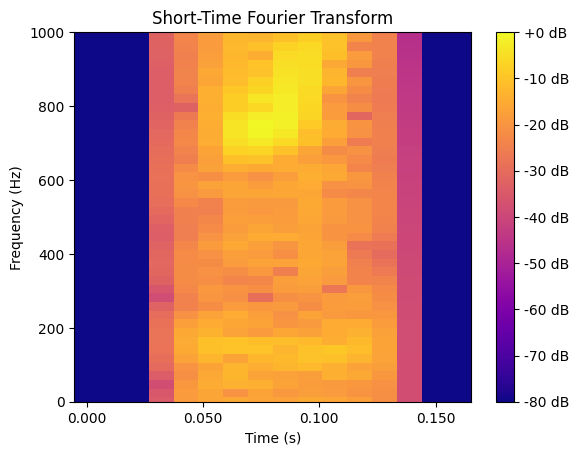 Short-Time Fourier Transform
1000
800
600
400
200
0
Frequency (Hz)
0.000
0.050
0.100
0.150
Time (s)
+0 dB
-10 dB
-20 dB
-30 dB
-40 dB
-50 dB
-60 dB
-70 dB
-80 dB